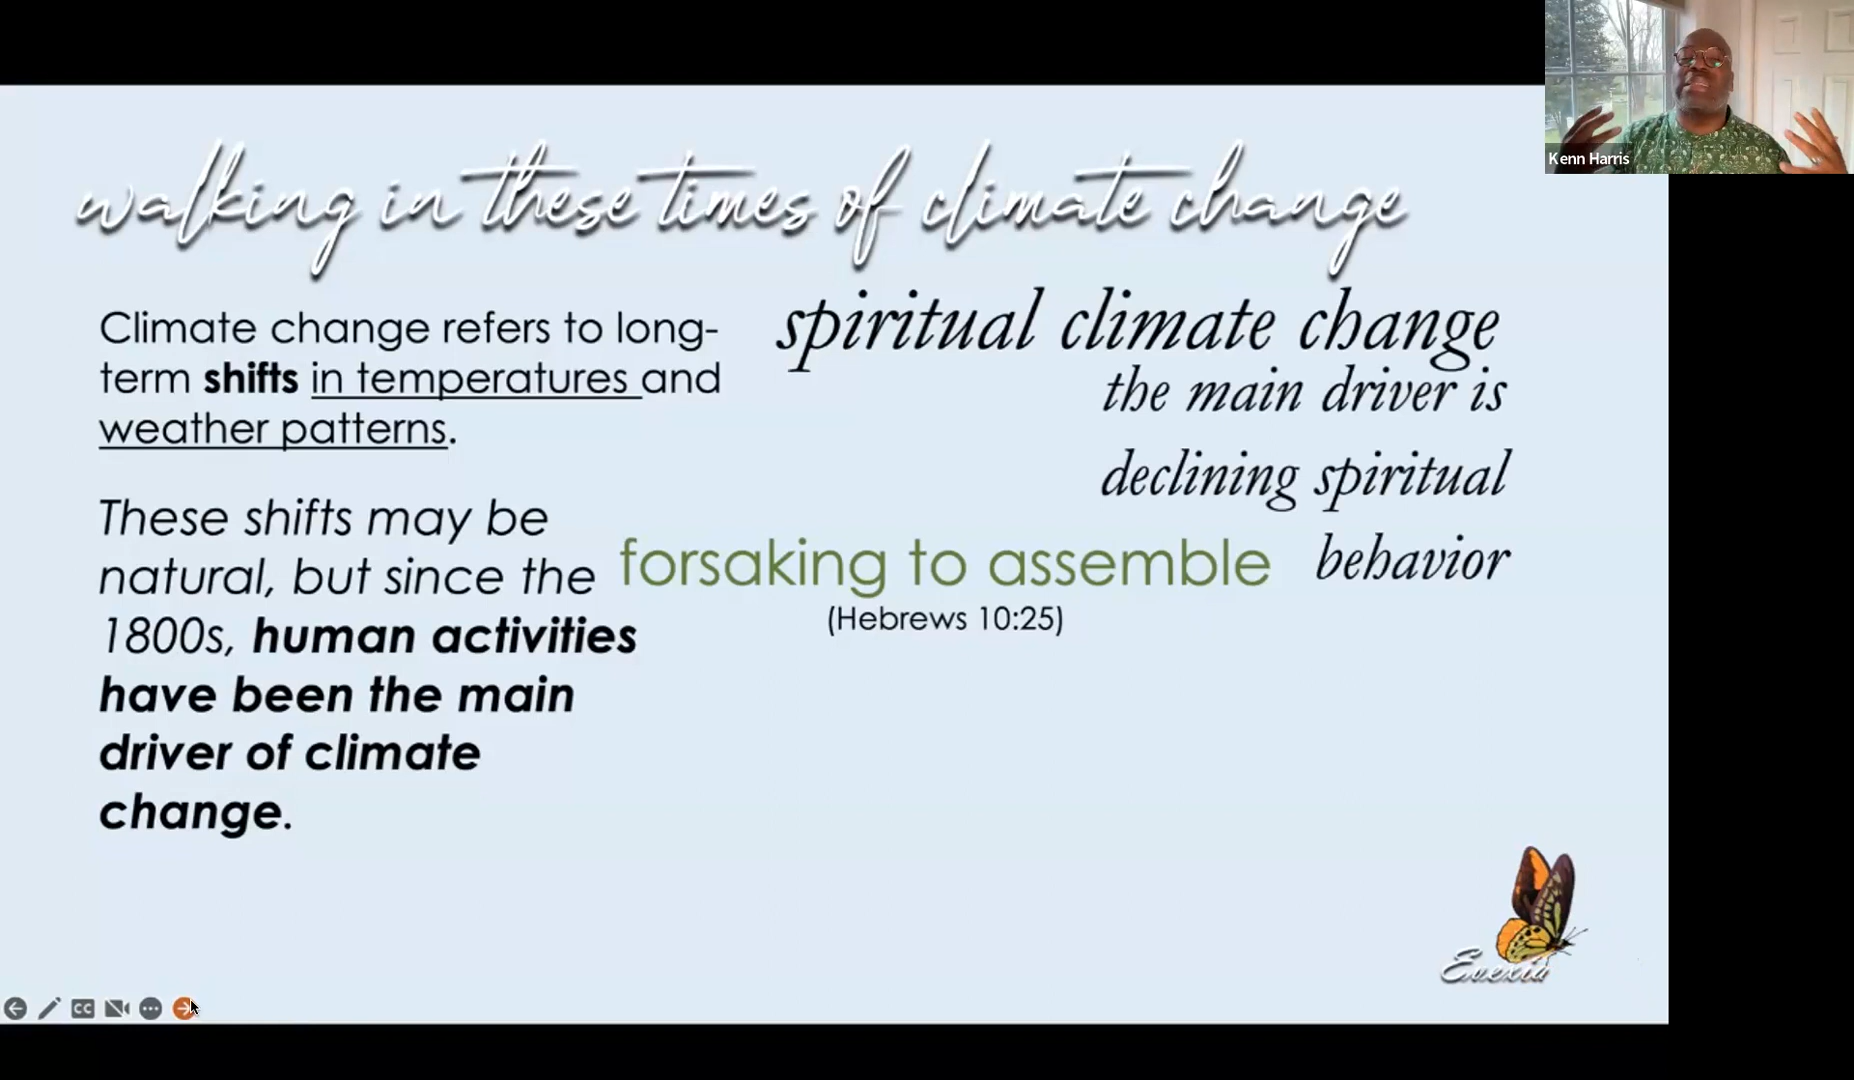 Kenn Harris
walking in these times of climate change
Climate change refers to long-
term shifts in temperatures and
weather patterns.
These shifts may be
natural, but since the
1800s, human activities
have been the main
driver of climate
change.
spiritual climate change
the main driver is
declining spiritual
behavior
forsaking to assemble
(Hebrews 10:25)
Evexia
CC